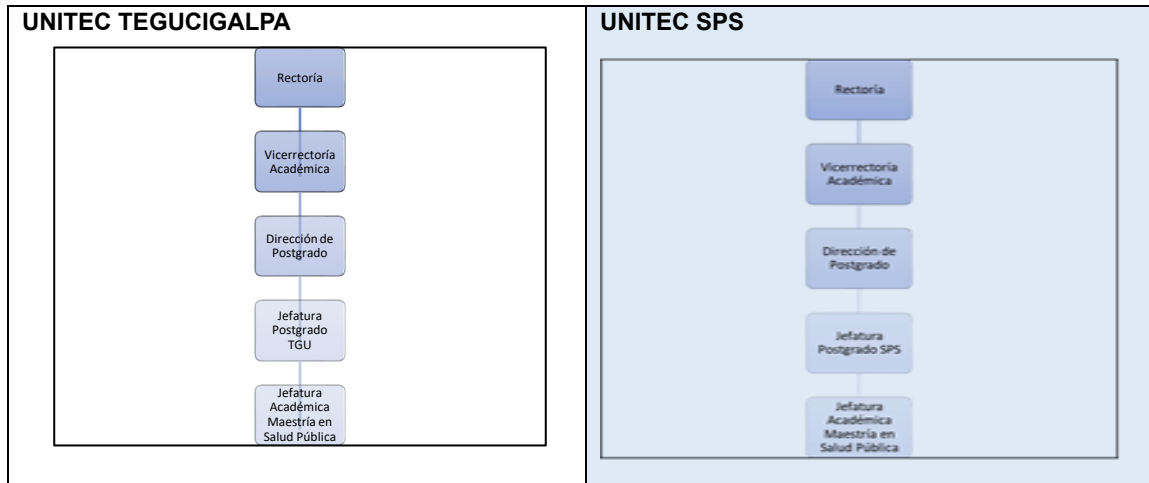 UNITEC TEGUCIGALPA
Rectoría
Vicerrectoría
Académica
Dirección de
Postgrado
Jefatura
Postgrado
TGU
Jefatura
Académica
Maestría en
Salud Pública
UNITEC SPS
Rectoría
Vicerrectoría
Académica
Dirección de
Postgrado
Jefatura
Postgrado SPS
Jefatura
Académica
Maestría en
Salud Pública